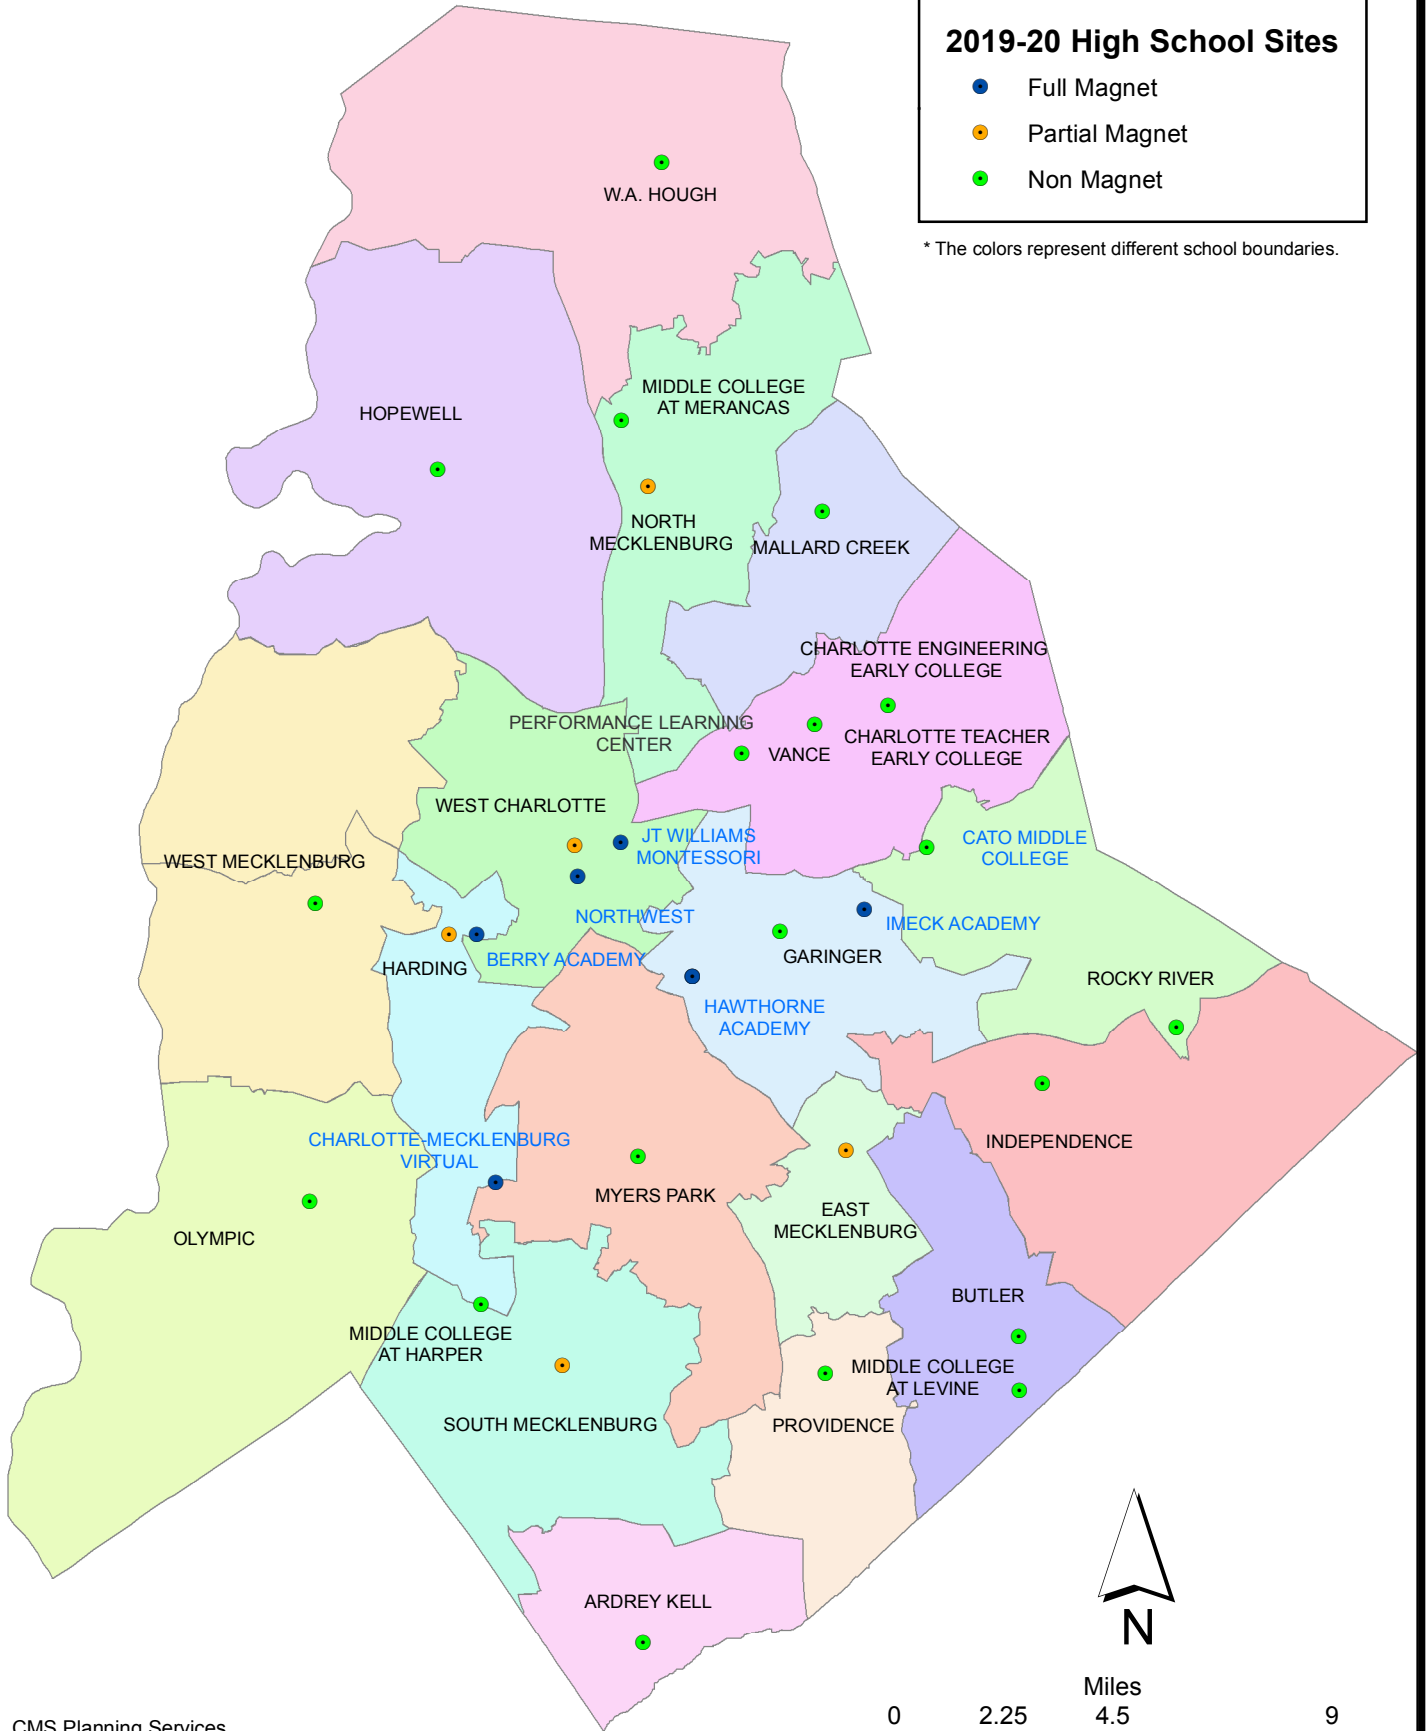 2019-20 High School Sites
Full Magnet
Partial Magnet
Non Magnet
* The colors represent different school boundaries.
W.A. HOUGH
MIDDLE COLLEGE
AT MERANCAS
HOPEWELL
NORTH
MECKLENBURG
MALLARD CREEK
CHARLOTTE ENGINEERING
EARLY COLLEGE
PERFORMANCE LEARNING
CENTER
VANCE
CHARLOTTE TEACHER
EARLY COLLEGE
WEST CHARLOTTE
JT WILLIAMS
MONTESSORI
CATO MIDDLE
COLLEGE
WEST MECKLENBURG
NORTHWEST
IMECK ACADEMY
HARDING
BERRY ACADEMY
GARINGER
ROCKY RIVER
HAWTHORNE
ACADEMY
CHARLOTTE-MECKLENBURG
VIRTUAL
INDEPENDENCE
MYERS PARK
EAST
MECKLENBURG
OLYMPIC
BUTLER
MIDDLE COLLEGE
AT HARPER
MIDDLE COLLEGE
AT LEVINE
SOUTH MECKLENBURG
PROVIDENCE
ARDREY KELL
N
Miles
0 2.25 4.5 9
CMS Planning Services